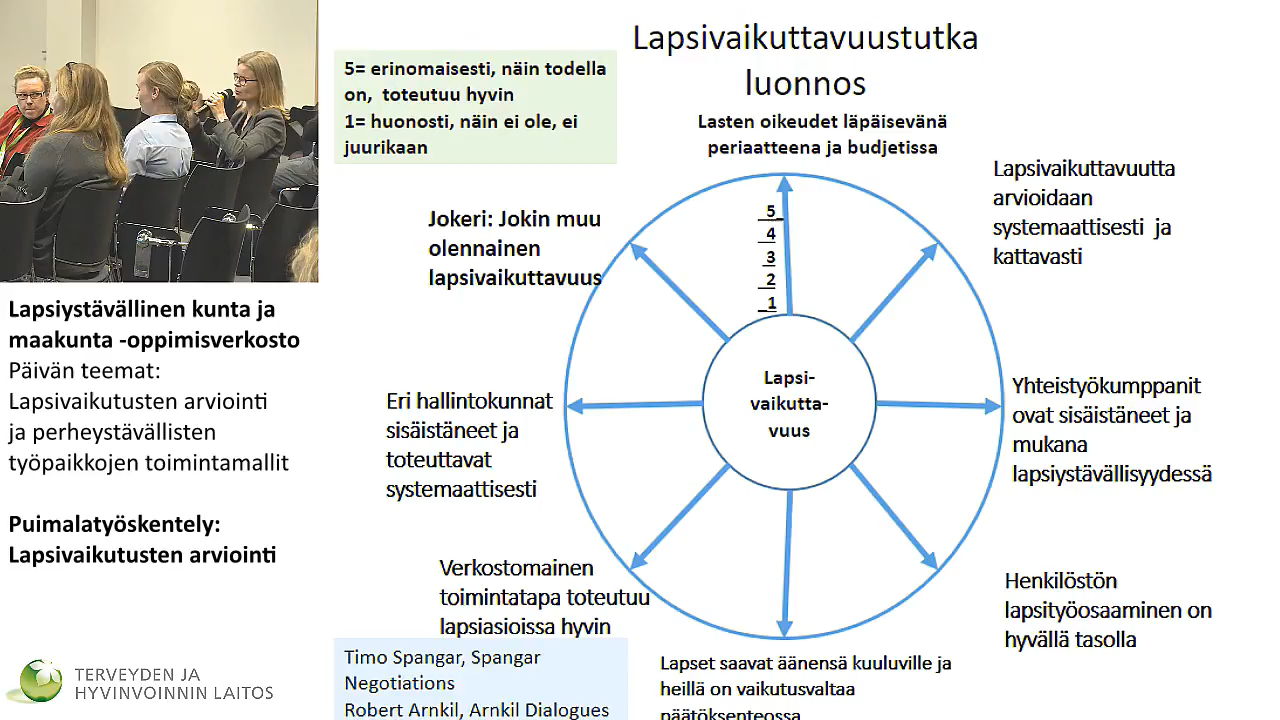 Lapsivaikuttavuustutka
luonnos
5= erinomaisesti, näin todella
on, toteutuu hyvin
1= huonosti, näin ei ole, ei
juurikaan
Lasten oikeudet läpäisevänä
periaatteena ja budjetissa
Lapsivaikuttavuutta
arvioidaan
systemaattisesti ja
kattavasti
Jokeri: Jokin muu
olennainen
lapsivaikuttavuus
5
4
3
2
1
Lapsi-
vaikutta-
vuus
Yhteistyökumppanit
ovat sisäistäneet ja
mukana
lapsiystävällisyydessä
Eri hallintokunnat
sisäistäneet ja
toteuttavat
systemaattisesti
Verkostomainen
toimintatapa toteutuu
lapsiasioissa hyvin
Henkilöstön
lapsityöosaaminen on
hyvällä tasolla
Lapset saavat äänensä kuuluville ja
heillä on vaikutusvaltaa
päätöksenteossa
Timo Spangar, Spangar
Negotiations
Robert Arnkil, Arnkil Dialogues
Lapsiystävällinen kunta ja
maakunta -oppimisverkosto
Päivän teemat:
Lapsivaikutusten arviointi
ja perheystävällisten
työpaikkojen toimintamallit
Puimalatyöskentely:
Lapsivaikutusten arviointi
TERVEYDEN JA
HYVINVOINNIN LAITOS